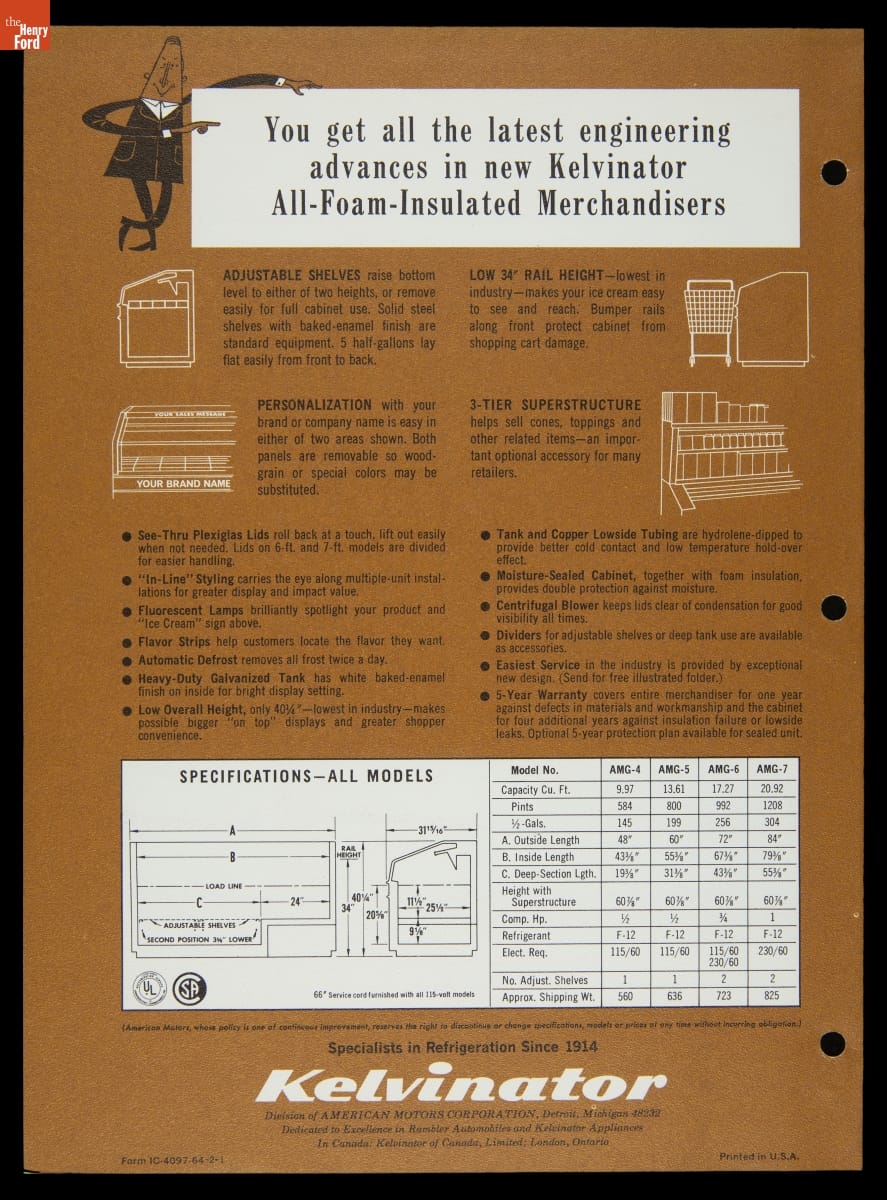 the
Henry
Ford
You get all the latest engineering
advances in new Kelvinator
All-Foam-Insulated Merchandisers
ADJUSTABLE SHELVES raise bottom
level to either of two heights, or remove
easily for full cabinet use. Solid steel
shelves with baked-enamel finish are
standard equipment. 5 half-gallons lay
flat easily from front to back.
LOW 34" RAIL HEIGHT—lowest in
industry—makes your ice cream easy
to see and reach. Bumper rails
along front protect cabinet from
shopping cart damage.
YOUR SALES MESSAGE
YOUR BRAND NAME
PERSONALIZATION with your
brand or company name is easy in
either of two areas shown. Both
panels are removable so wood-
grain or special colors may be
substituted.
3-TIER SUPERSTRUCTURE
helps sell cones, toppings and
other related items—an impor-
tant optional accessory for many
retailers.
● See-Thru Plexiglas Lids roll back at a touch, lift out easily
when not needed. Lids on 6-ft. and 7-ft. models are divided
for easier handling.
● "In-Line" Styling carries the eye along multiple-unit instal-
lations for greater display and impact value.
● Fluorescent Lamps brilliantly spotlight your product and
"Ice Cream" sign above.
● Flavor Strips help customers locate the flavor they want.
● Automatic Defrost removes all frost twice a day.
● Heavy-Duty Galvanized Tank has white baked-enamel
finish on inside for bright display setting.
● Low Overall Height, only 40¼"—lowest in industry—makes
possible bigger "on top" displays and greater shopper
convenience.
● Tank and Copper Lowside Tubing are hydrolene-dipped to
provide better cold contact and low temperature hold-over
effect.
● Moisture-Sealed Cabinet, together with foam insulation,
provides double protection against moisture.
● Centrifugal Blower keeps lids clear of condensation for good
visibility all times.
● Dividers for adjustable shelves or deep tank use are available
as accessories.
● Easiest Service in the industry is provided by exceptional
new design. (Send for free illustrated folder.)
● 5-Year Warranty covers entire merchandiser for one year
against defects in materials and workmanship and the cabinet
for four additional years against insulation failure or lowside
leaks. Optional 5-year protection plan available for sealed unit.
SPECIFICATIONS—ALL MODELS
A
31 15/16"
B
RAIL
HEIGHT
LOAD LINE
C
24"
34"
40¼"
20⅝"
11½"
25⅛"
9⅛"
ADJUSTABLE SHELVES
SECOND POSITION 3⅝" LOWER
UL
SA
66" Service cord furnished with all 115-volt models
Model No. AMG-4 AMG-5 AMG-6 AMG-7
Capacity Cu. Ft. 9.97 13.61 17.27 20.92
Pints 584 800 992 1208
½-Gals. 145 199 256 304
A. Outside Length 48" 60" 72" 84"
B. Inside Length 43⅜" 55⅜" 67⅜" 79⅜"
C. Deep-Section Lgth. 19⅜" 31⅜" 43⅜" 55⅜"
Height with
Superstructure 60⅞" 60⅞" 60⅞" 60⅞"
Comp. Hp. ½ ½ ¾ 1
Refrigerant F-12 F-12 F-12 F-12
Elect. Req. 115/60 115/60 115/60 230/60
230/60
No. Adjust. Shelves 1 1 2 2
Approx. Shipping Wt. 560 636 723 825
(American Motors, whose policy is one of continuous improvement, reserves the right to discontinue or change specifications, models or prices at any time without incurring obligation.)
Specialists in Refrigeration Since 1914
Kelvinator
Division of AMERICAN MOTORS CORPORATION, Detroit, Michigan 48232
Dedicated to Excellence in Rambler Automobiles and Kelvinator Appliances
In Canada: Kelvinator of Canada, Limited; London, Ontario
Form IC-4097-64-2-1
Printed in U.S.A.